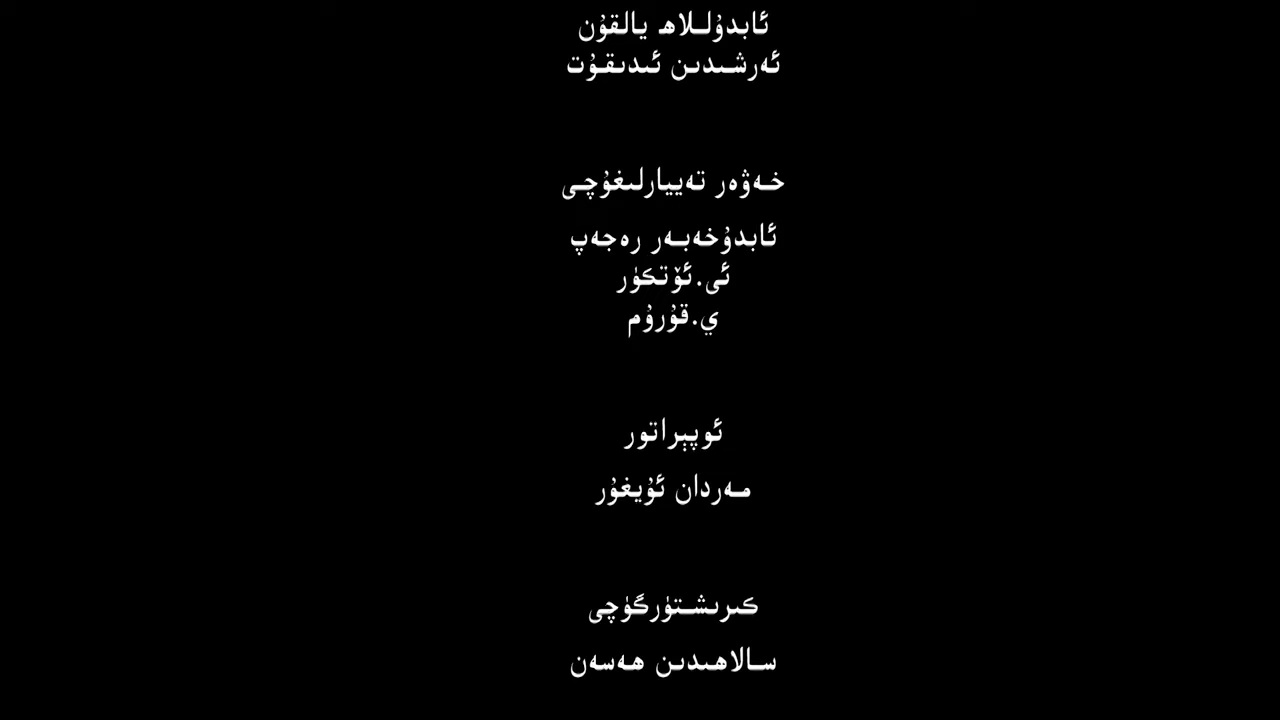 ئابدۇللاھ يالقۇن
ئەرشىدىن ئىدىقۇت
خەۋەر تەييارلىغۇچى
ئابدۇخەبەر رەجەپ
ئى.ئۆتكۈر
ي.قۇرۇم
ئوپېراتور
مەردان ئۇيغۇر
كىرىشتۈرگۈچى
سالاھىدىن ھەسەن